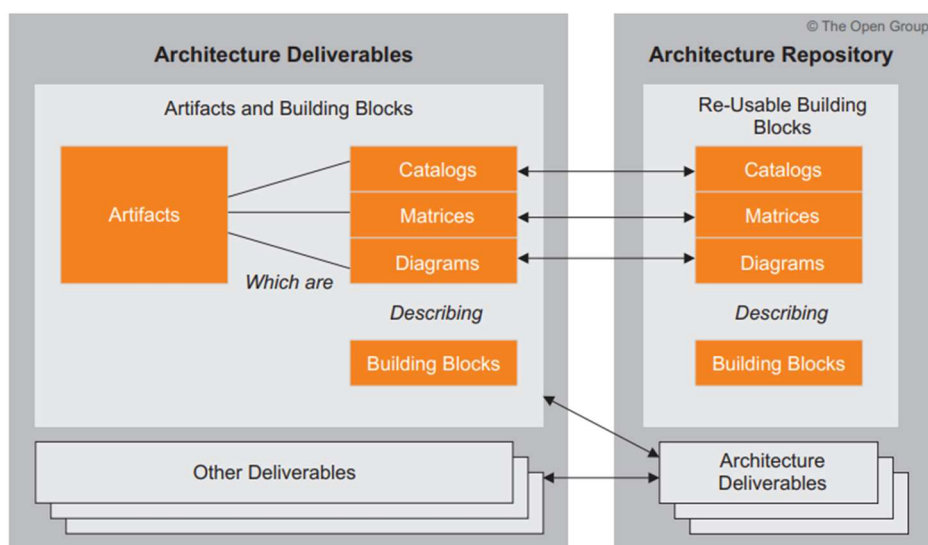 © The Open Group
Architecture Deliverables
Artifacts and Building Blocks
Artifacts
Which are
Catalogs
Matrices
Diagrams
Describing
Building Blocks
Other Deliverables
Architecture Repository
Re-Usable Building
Blocks
Catalogs
Matrices
Diagrams
Describing
Building Blocks
Architecture
Deliverables